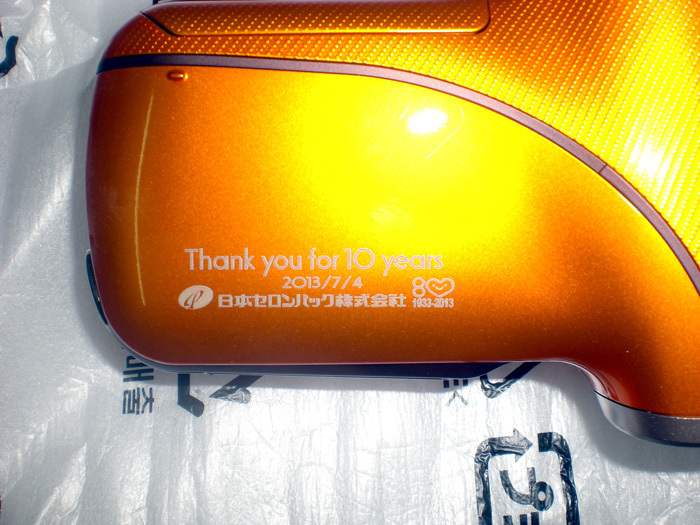 Thank you for 10 years
2013/7/4
日本セロンパック株式会社 80
1933-2013
プ